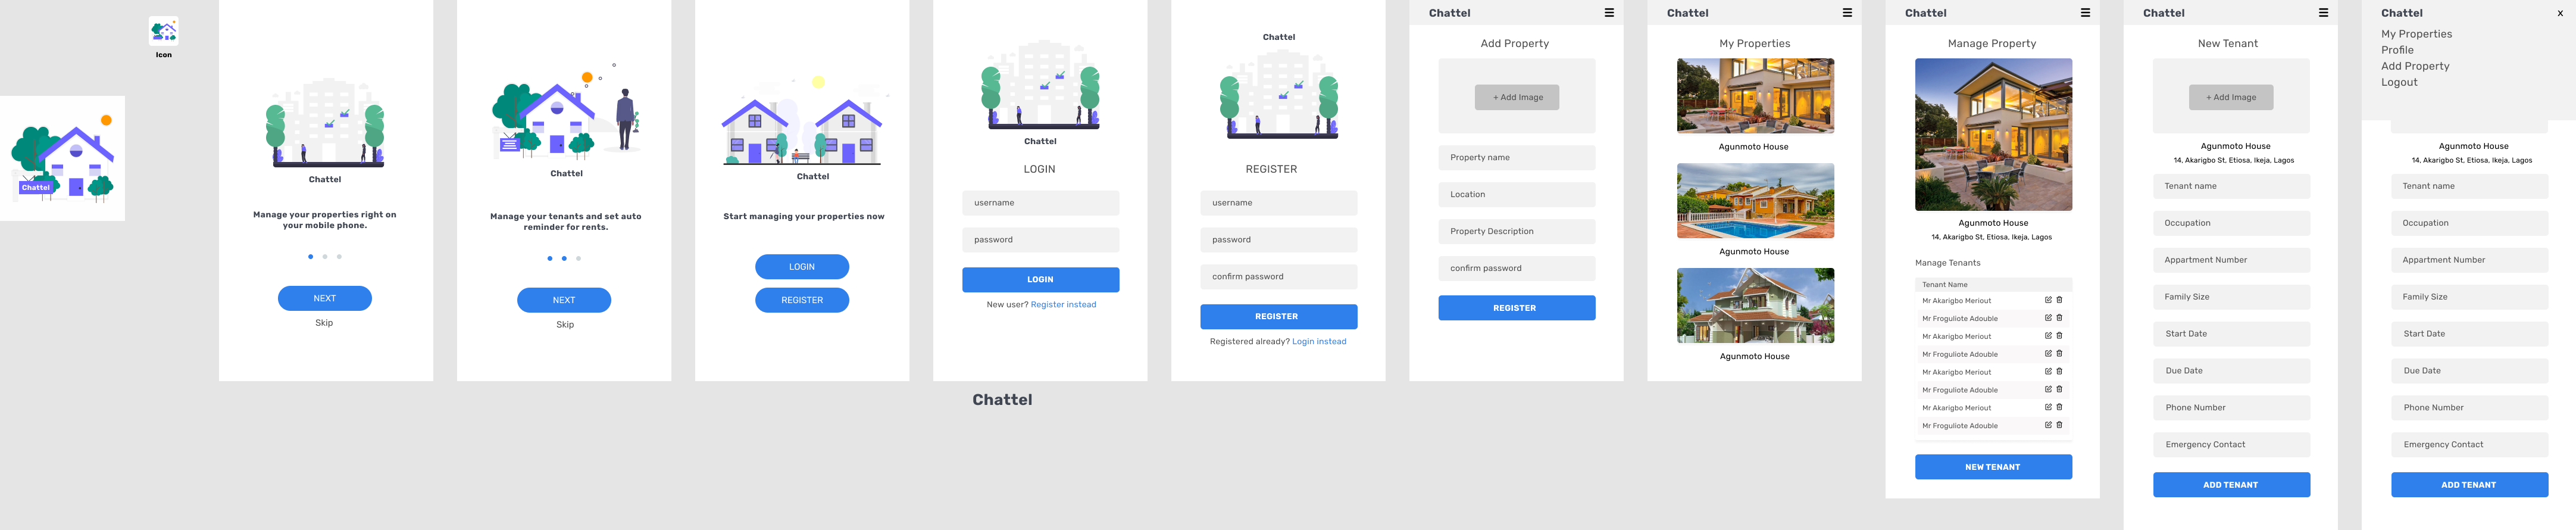 Icon
Chattel
Chattel
Manage your properties right on
your mobile phone.
NEXT
Skip
Chattel
Manage your tenants and set auto
reminder for rents.
NEXT
Skip
Chattel
Start managing your properties now
LOGIN
REGISTER
Chattel
LOGIN
username
password
LOGIN
New user? Register instead
Chattel
Chattel
REGISTER
username
password
confirm password
REGISTER
Registered already? Login instead
Chattel
Add Property
+ Add Image
Property name
Location
Property Description
confirm password
REGISTER
Chattel
My Properties
Agunmoto House
Agunmoto House
Agunmoto House
Chattel
Manage Property
Agunmoto House
14, Akarigbo St, Etiosa, Ikeja, Lagos
Manage Tenants
Tenant Name
Mr Akarigbo Meriout
Mr Froguliote Adouble
Mr Akarigbo Meriout
Mr Froguliote Adouble
Mr Akarigbo Meriout
Mr Froguliote Adouble
Mr Akarigbo Meriout
Mr Froguliote Adouble
NEW TENANT
Chattel
New Tenant
+ Add Image
Agunmoto House
14, Akarigbo St, Etiosa, Ikeja, Lagos
Tenant name
Occupation
Appartment Number
Family Size
Start Date
Due Date
Phone Number
Emergency Contact
ADD TENANT
Chattel
X
My Properties
Profile
Add Property
Logout
Agunmoto House
14, Akarigbo St, Etiosa, Ikeja, Lagos
Tenant name
Occupation
Appartment Number
Family Size
Start Date
Due Date
Phone Number
Emergency Contact
ADD TENANT